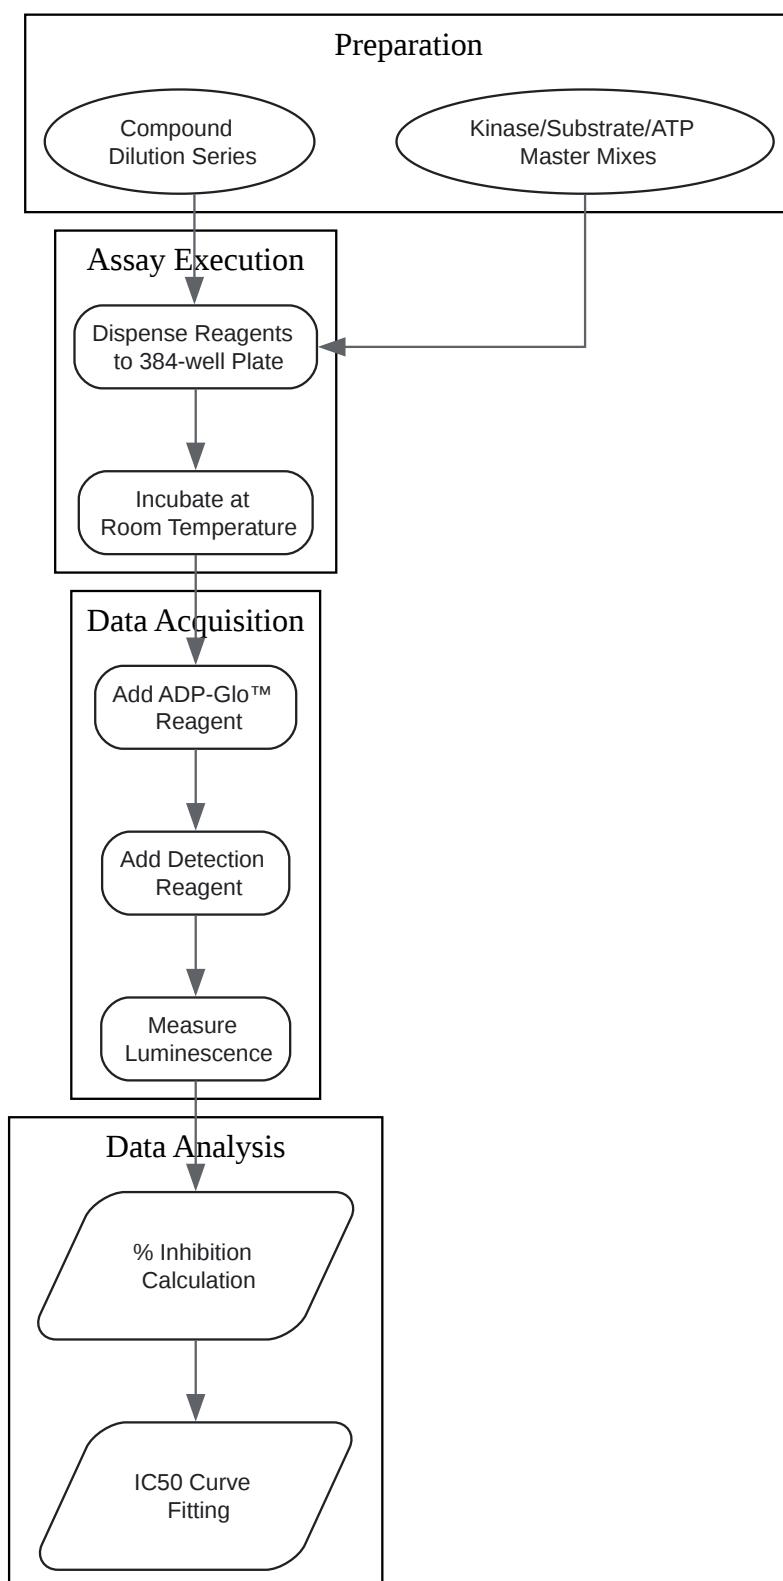 Preparation
Compound
Dilution Series
Kinase/Substrate/ATP
Master Mixes
Assay Execution
Dispense Reagents
to 384-well Plate
Incubate at
Room Temperature
Data Acquisition
Add ADP-Glo™
Reagent
Add Detection
Reagent
Measure
Luminescence
Data Analysis
% Inhibition
Calculation
IC50 Curve
Fitting